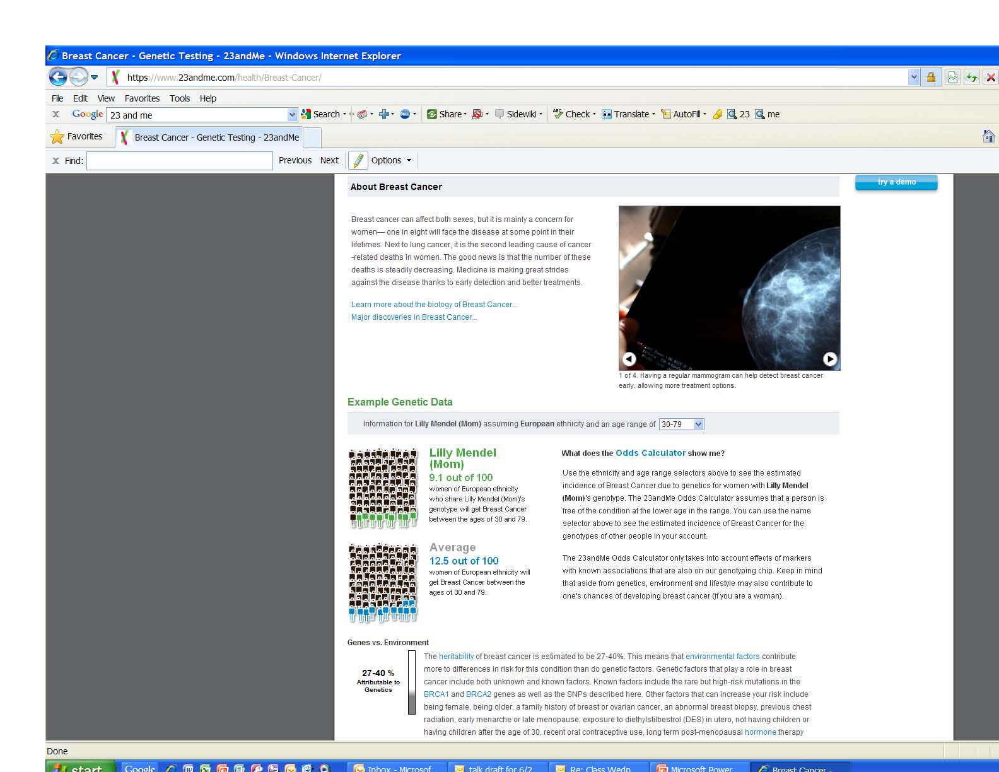 Breast Cancer - Genetic Testing - 23andMe - Windows Internet Explorer
https://www.23andme.com/health/Breast-Cancer/
File Edit View Favorites Tools Help
x Google 23 and me Search Share Sidewiki Check Translate AutoFill 23 me
Favorites Breast Cancer - Genetic Testing - 23andMe
x Find: Previous Next Options
About Breast Cancer
try a demo
Breast cancer can affect both sexes, but it is mainly a concern for
women— one in eight will face the disease at some point in their
lifetimes. Next to lung cancer, it is the second leading cause of cancer
-related deaths in women. The good news is that the number of these
deaths is steadily decreasing. Medicine is making great strides
against the disease thanks to early detection and better treatments.
Learn more about the biology of Breast Cancer...
Major discoveries in Breast Cancer...
1 of 4. Having a regular mammogram can help detect breast cancer
early, allowing more treatment options.
Example Genetic Data
Information for Lilly Mendel (Mom) assuming European ethnicity and an age range of 30-79
Lilly Mendel
(Mom)
9.1 out of 100
women of European ethnicity
who share Lilly Mendel (Mom)'s
genotype will get Breast Cancer
between the ages of 30 and 79.
Average
12.5 out of 100
women of European ethnicity will
get Breast Cancer between the
ages of 30 and 79.
What does the Odds Calculator show me?
Use the ethnicity and age range selectors above to see the estimated
incidence of Breast Cancer due to genetics for women with Lilly Mendel
(Mom)'s genotype. The 23andMe Odds Calculator assumes that a person is
free of the condition at the lower age in the range. You can use the name
selector above to see the estimated incidence of Breast Cancer for the
genotypes of other people in your account.
The 23andMe Odds Calculator only takes into account effects of markers
with known associations that are also on our genotyping chip. Keep in mind
that aside from genetics, environment and lifestyle may also contribute to
one's chances of developing breast cancer (if you are a woman).
Genes vs. Environment
27-40 %
Attributable to
Genetics
The heritability of breast cancer is estimated to be 27-40%. This means that environmental factors contribute
more to differences in risk for this condition than do genetic factors. Genetic factors that play a role in breast
cancer include both unknown and known factors. Known factors include the rare but high-risk mutations in the
BRCA1 and BRCA2 genes as well as the SNPs described here. Other factors that can increase your risk include
being female, being older, a family history of breast or ovarian cancer, an abnormal breast biopsy, previous chest
radiation, early menarche or late menopause, exposure to diethylstilbestrol (DES) in utero, not having children or
having children after the age of 30, recent oral contraceptive use, long term post-menopausal hormone therapy
Done
start Google Inbox - Microsof talk draft for 6/2 Re: Class Wedn Microsoft Power Breast Cancer -